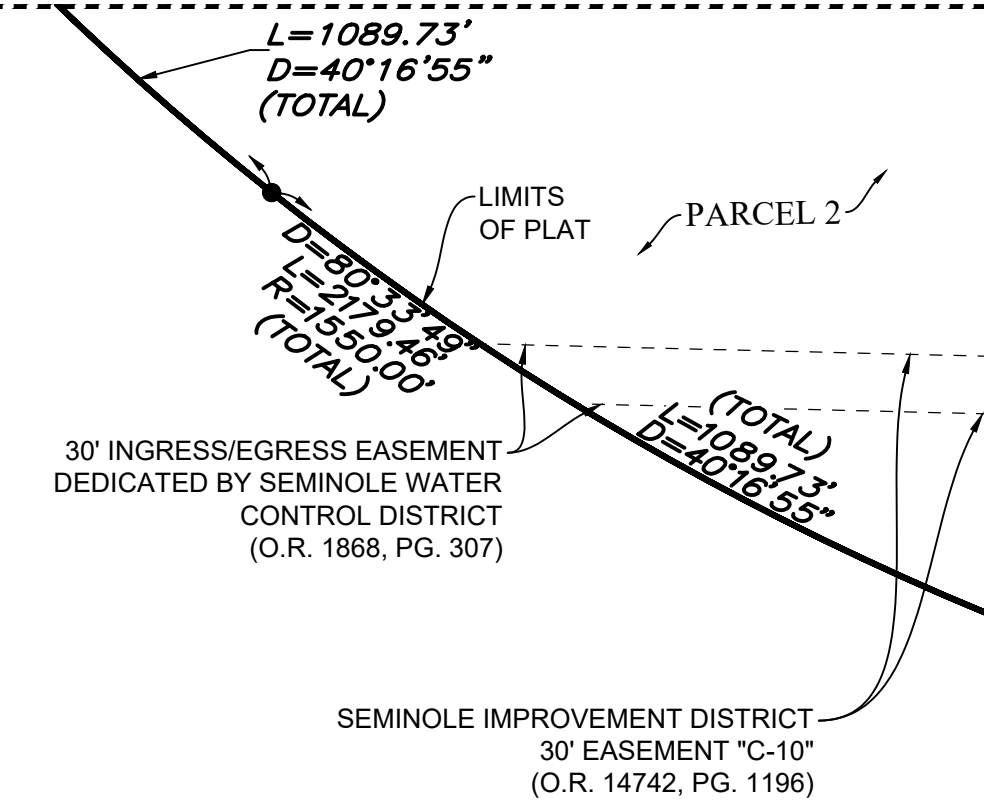 L=1089.73'
D=40°16'55"
(TOTAL)
LIMITS
OF PLAT
PARCEL 2
D=80°33'49"
L=2179.46'
R=1550.00'
(TOTAL)
(TOTAL)
L=1089.73'
D=40°16'55"
30' INGRESS/EGRESS EASEMENT
DEDICATED BY SEMINOLE WATER
CONTROL DISTRICT
(O.R. 1868, PG. 307)
SEMINOLE IMPROVEMENT DISTRICT
30' EASEMENT "C-10"
(O.R. 14742, PG. 1196)